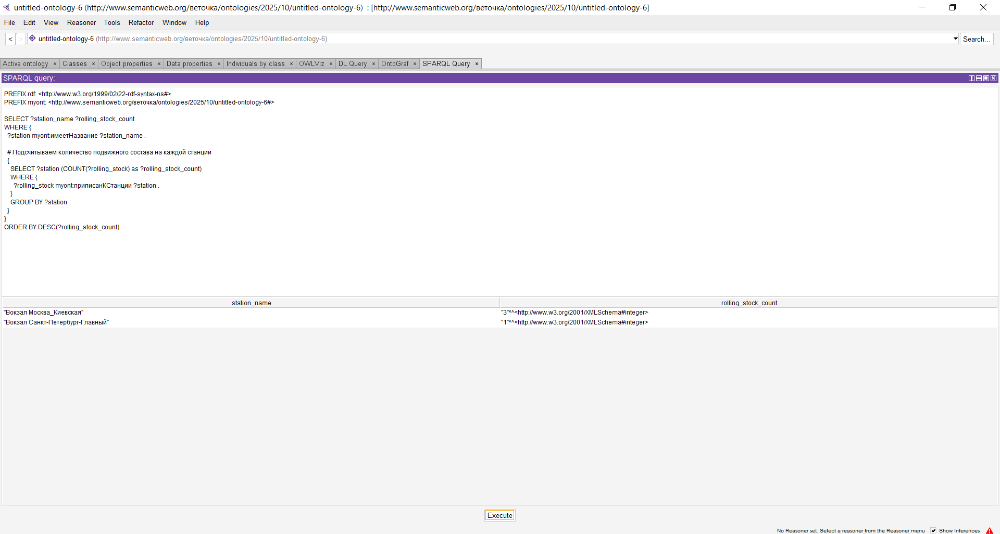 untitled-ontology-6 (http://www.semanticweb.org/веточка/ontologies/2025/10/untitled-ontology-6)  : [http://www.semanticweb.org/веточка/ontologies/2025/10/untitled-ontology-6]
File Edit View Reasoner Tools Refactor Window Help
< > untitled-ontology-6 (http://www.semanticweb.org/веточка/ontologies/2025/10/untitled-ontology-6) Search...
Active ontology × Classes × Object properties × Data properties × Individuals by class × OWLViz × DL Query × OntoGraf × SPARQL Query ×
SPARQL query:
PREFIX rdf: <http://www.w3.org/1999/02/22-rdf-syntax-ns#>
PREFIX myont: <http://www.semanticweb.org/веточка/ontologies/2025/10/untitled-ontology-6#>
SELECT ?station_name ?rolling_stock_count
WHERE {
?station myont:имеетНазвание ?station_name .
# Подсчитываем количество подвижного состава на каждой станции
{
SELECT ?station (COUNT(?rolling_stock) as ?rolling_stock_count)
WHERE {
?rolling_stock myont:приписанКСтанции ?station .
}
GROUP BY ?station
}
}
ORDER BY DESC(?rolling_stock_count)
station_name rolling_stock_count
"Вокзал Москва_Киевская" "3"^^<http://www.w3.org/2001/XMLSchema#integer>
"Вокзал Санкт-Петербург-Главный" "1"^^<http://www.w3.org/2001/XMLSchema#integer>
Execute
No Reasoner set. Select a reasoner from the Reasoner menu Show Inferences